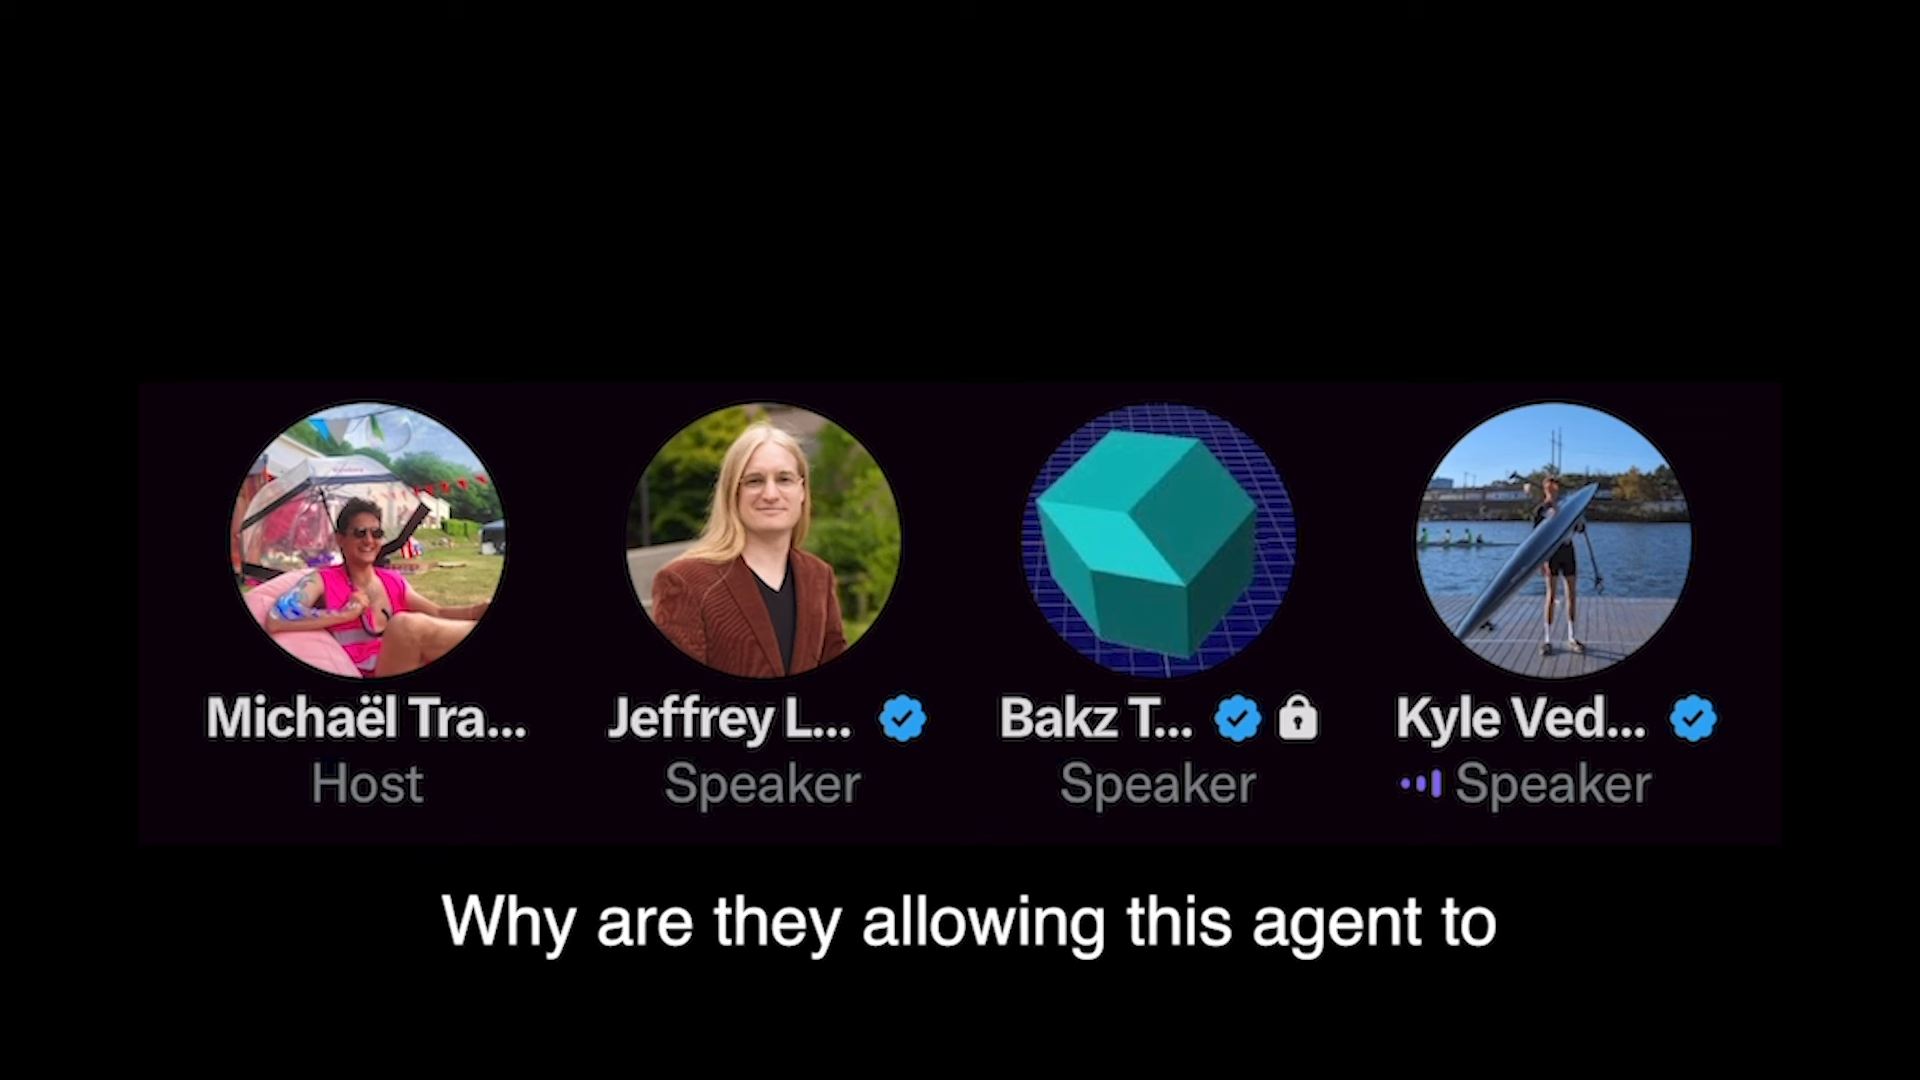 Michaël Tra...
Jeffrey L...
Bakz T...
Kyle Ved...
Host
Speaker
Speaker
Speaker
Why are they allowing this agent to